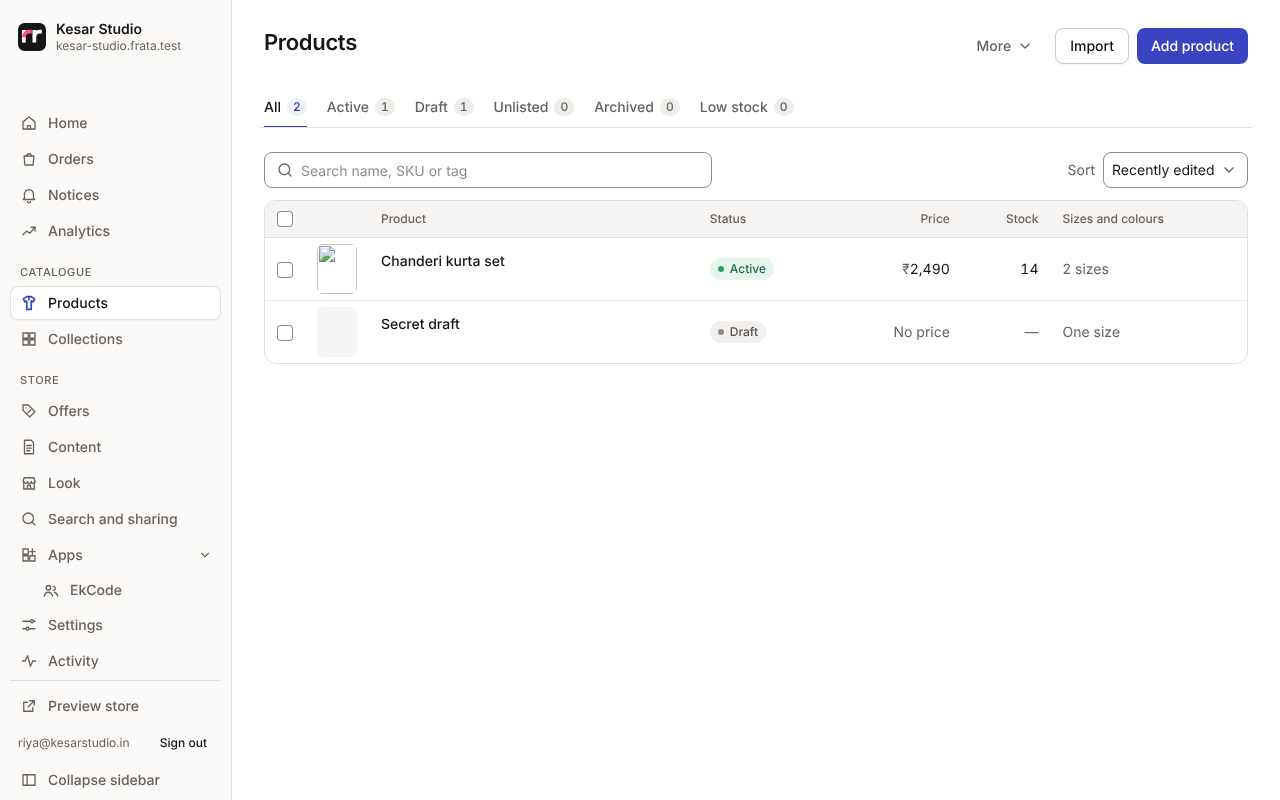 Kesar Studio
kesar-studio.frata.test
Home
Orders
Notices
Analytics
CATALOGUE
Products
Collections
STORE
Offers
Content
Look
Search and sharing
Apps
EkCode
Settings
Activity
Preview store
riya@kesarstudio.in Sign out
Collapse sidebar
Products
More Import Add product
All 2 Active 1 Draft 1 Unlisted 0 Archived 0 Low stock 0
Search name, SKU or tag Sort Recently edited
Product Status Price Stock Sizes and colours
Chanderi kurta set Active ₹2,490 14 2 sizes
Secret draft Draft No price — One size